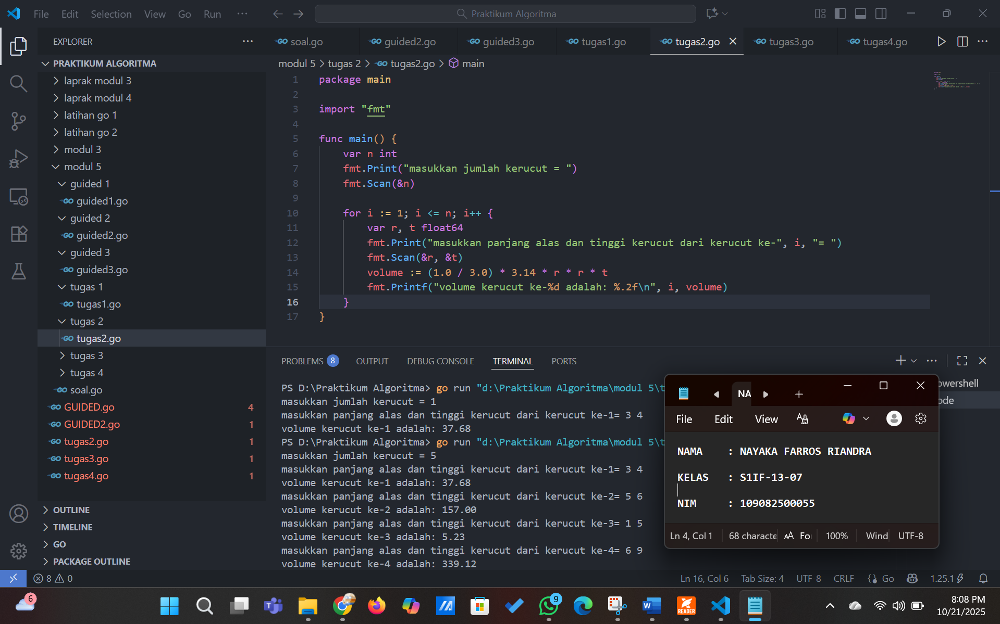 File Edit Selection View Go Run ··· Praktikum Algoritma
EXPLORER ···
soal.go guided2.go guided3.go tugas1.go tugas2.go tugas3.go tugas4.go
PRAKTIKUM ALGORITMA
laprak modul 3
laprak modul 4
latihan go 1
latihan go 2
modul 3
modul 5
guided 1
guided1.go
guided 2
guided2.go
guided 3
guided3.go
tugas 1
tugas1.go
tugas 2
tugas2.go
tugas 3
tugas 4
soal.go
GUIDED.go 4
GUIDED2.go 1
tugas2.go 1
tugas3.go 1
tugas4.go 1
OUTLINE
TIMELINE
GO
PACKAGE OUTLINE
modul 5 > tugas 2 > tugas2.go > main
1 package main
2
3 import "fmt"
4
5 func main() {
6 var n int
7 fmt.Print("masukkan jumlah kerucut = ")
8 fmt.Scan(&n)
9
10 for i := 1; i <= n; i++ {
11 var r, t float64
12 fmt.Print("masukkan panjang alas dan tinggi kerucut dari kerucut ke-", i, "= ")
13 fmt.Scan(&r, &t)
14 volume := (1.0 / 3.0) * 3.14 * r * r * t
15 fmt.Printf("volume kerucut ke-%d adalah: %.2f\n", i, volume)
16 }
17 }
PROBLEMS 8 OUTPUT DEBUG CONSOLE TERMINAL PORTS
PS D:\Praktikum Algoritma> go run "d:\Praktikum Algoritma\modul 5\t
masukkan jumlah kerucut = 1
masukkan panjang alas dan tinggi kerucut dari kerucut ke-1= 3 4
volume kerucut ke-1 adalah: 37.68
PS D:\Praktikum Algoritma> go run "d:\Praktikum Algoritma\modul 5\t
masukkan jumlah kerucut = 5
masukkan panjang alas dan tinggi kerucut dari kerucut ke-1= 3 4
volume kerucut ke-1 adalah: 37.68
masukkan panjang alas dan tinggi kerucut dari kerucut ke-2= 5 6
volume kerucut ke-2 adalah: 157.00
masukkan panjang alas dan tinggi kerucut dari kerucut ke-3= 1 5
volume kerucut ke-3 adalah: 5.23
masukkan panjang alas dan tinggi kerucut dari kerucut ke-4= 6 9
volume kerucut ke-4 adalah: 339.12
owershell
ode
NA
File Edit View
NAMA : NAYAKA FARROS RIANDRA
KELAS : S1IF-13-07
NIM : 109082500055
Ln 4, Col 1 68 characte For 100% Wind UTF-8
8 0 Ln 16, Col 6 Tab Size: 4 UTF-8 CRLF Go 1.25.1
6 9 READER 8:08 PM
10/21/2025